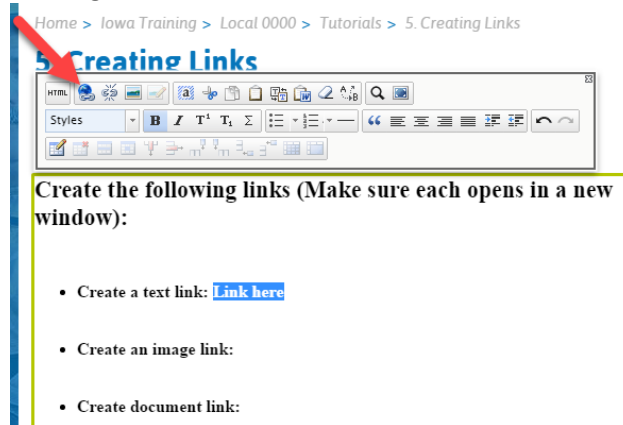 Home > Iowa Training > Local 0000 > Tutorials > 5. Creating Links
5. Creating Links
HTML
Styles B I T¹ T₁ Σ
Create the following links (Make sure each opens in a new
window):
• Create a text link: Link here
• Create an image link:
• Create document link: